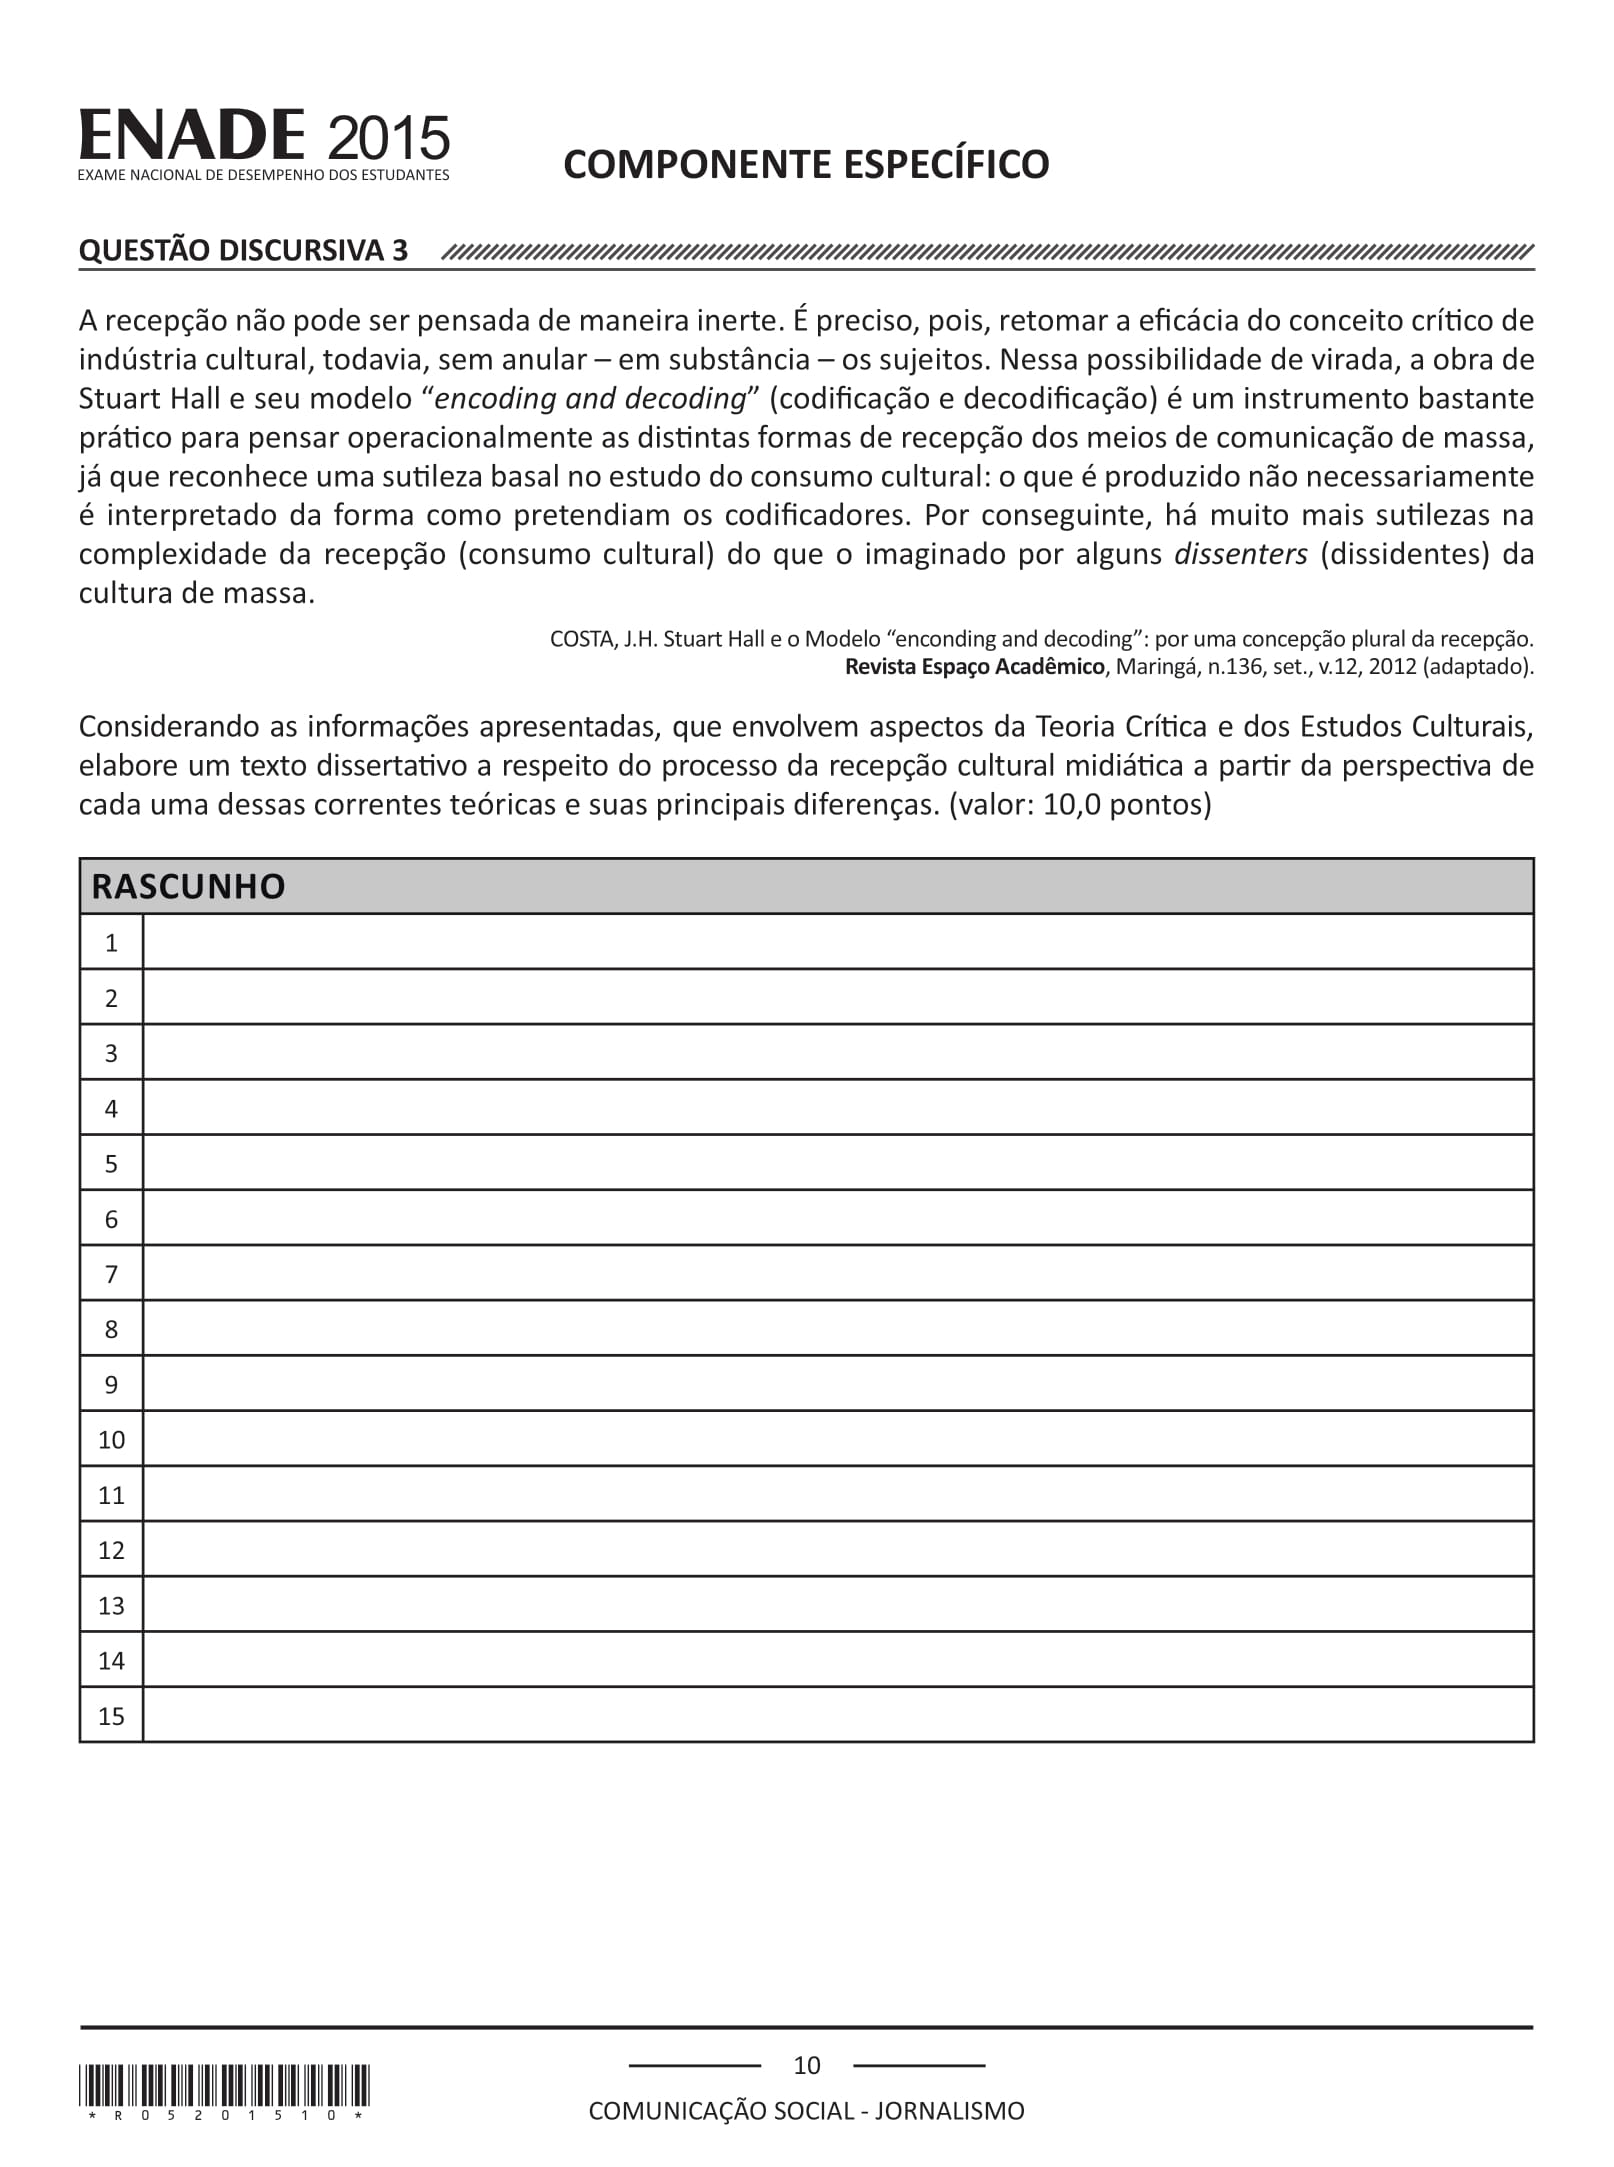 ENADE 2015
EXAME NACIONAL DE DESEMPENHO DOS ESTUDANTES
COMPONENTE ESPECÍFICO
QUESTÃO DISCURSIVA 3
A recepção não pode ser pensada de maneira inerte. É preciso, pois, retomar a eficácia do conceito crítico de
indústria cultural, todavia, sem anular – em substância – os sujeitos. Nessa possibilidade de virada, a obra de
Stuart Hall e seu modelo “encoding and decoding” (codificação e decodificação) é um instrumento bastante
prático para pensar operacionalmente as distintas formas de recepção dos meios de comunicação de massa,
já que reconhece uma sutileza basal no estudo do consumo cultural: o que é produzido não necessariamente
é interpretado da forma como pretendiam os codificadores. Por conseguinte, há muito mais sutilezas na
complexidade da recepção (consumo cultural) do que o imaginado por alguns dissenters (dissidentes) da
cultura de massa.
COSTA, J.H. Stuart Hall e o Modelo “enconding and decoding”: por uma concepção plural da recepção.
Revista Espaço Acadêmico, Maringá, n.136, set., v.12, 2012 (adaptado).
Considerando as informações apresentadas, que envolvem aspectos da Teoria Crítica e dos Estudos Culturais,
elabore um texto dissertativo a respeito do processo da recepção cultural midiática a partir da perspectiva de
cada uma dessas correntes teóricas e suas principais diferenças. (valor: 10,0 pontos)
RASCUNHO
1
2
3
4
5
6
7
8
9
10
11
12
13
14
15
10
COMUNICAÇÃO SOCIAL - JORNALISMO
*R05201510*